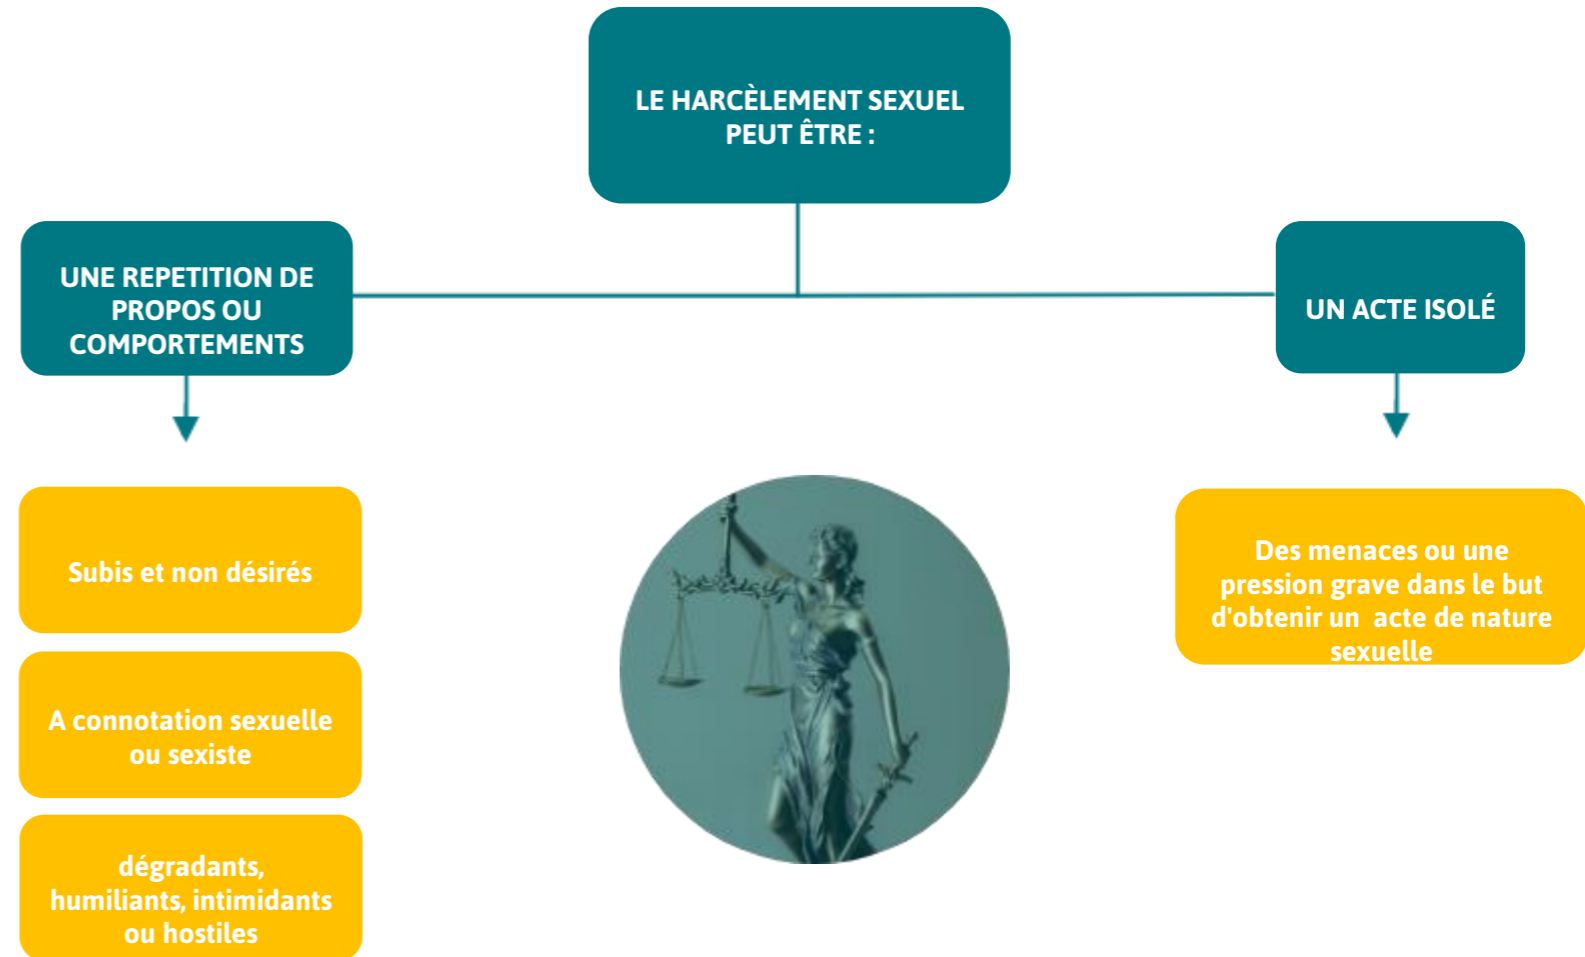 LE HARCÈLEMENT SEXUEL
PEUT ÊTRE :
UNE REPETITION DE
PROPOS OU
COMPORTEMENTS
UN ACTE ISOLÉ
Subis et non désirés
A connotation sexuelle
ou sexiste
dégradants,
humiliants, intimidants
ou hostiles
Des menaces ou une
pression grave dans le but
d'obtenir un acte de nature
sexuelle